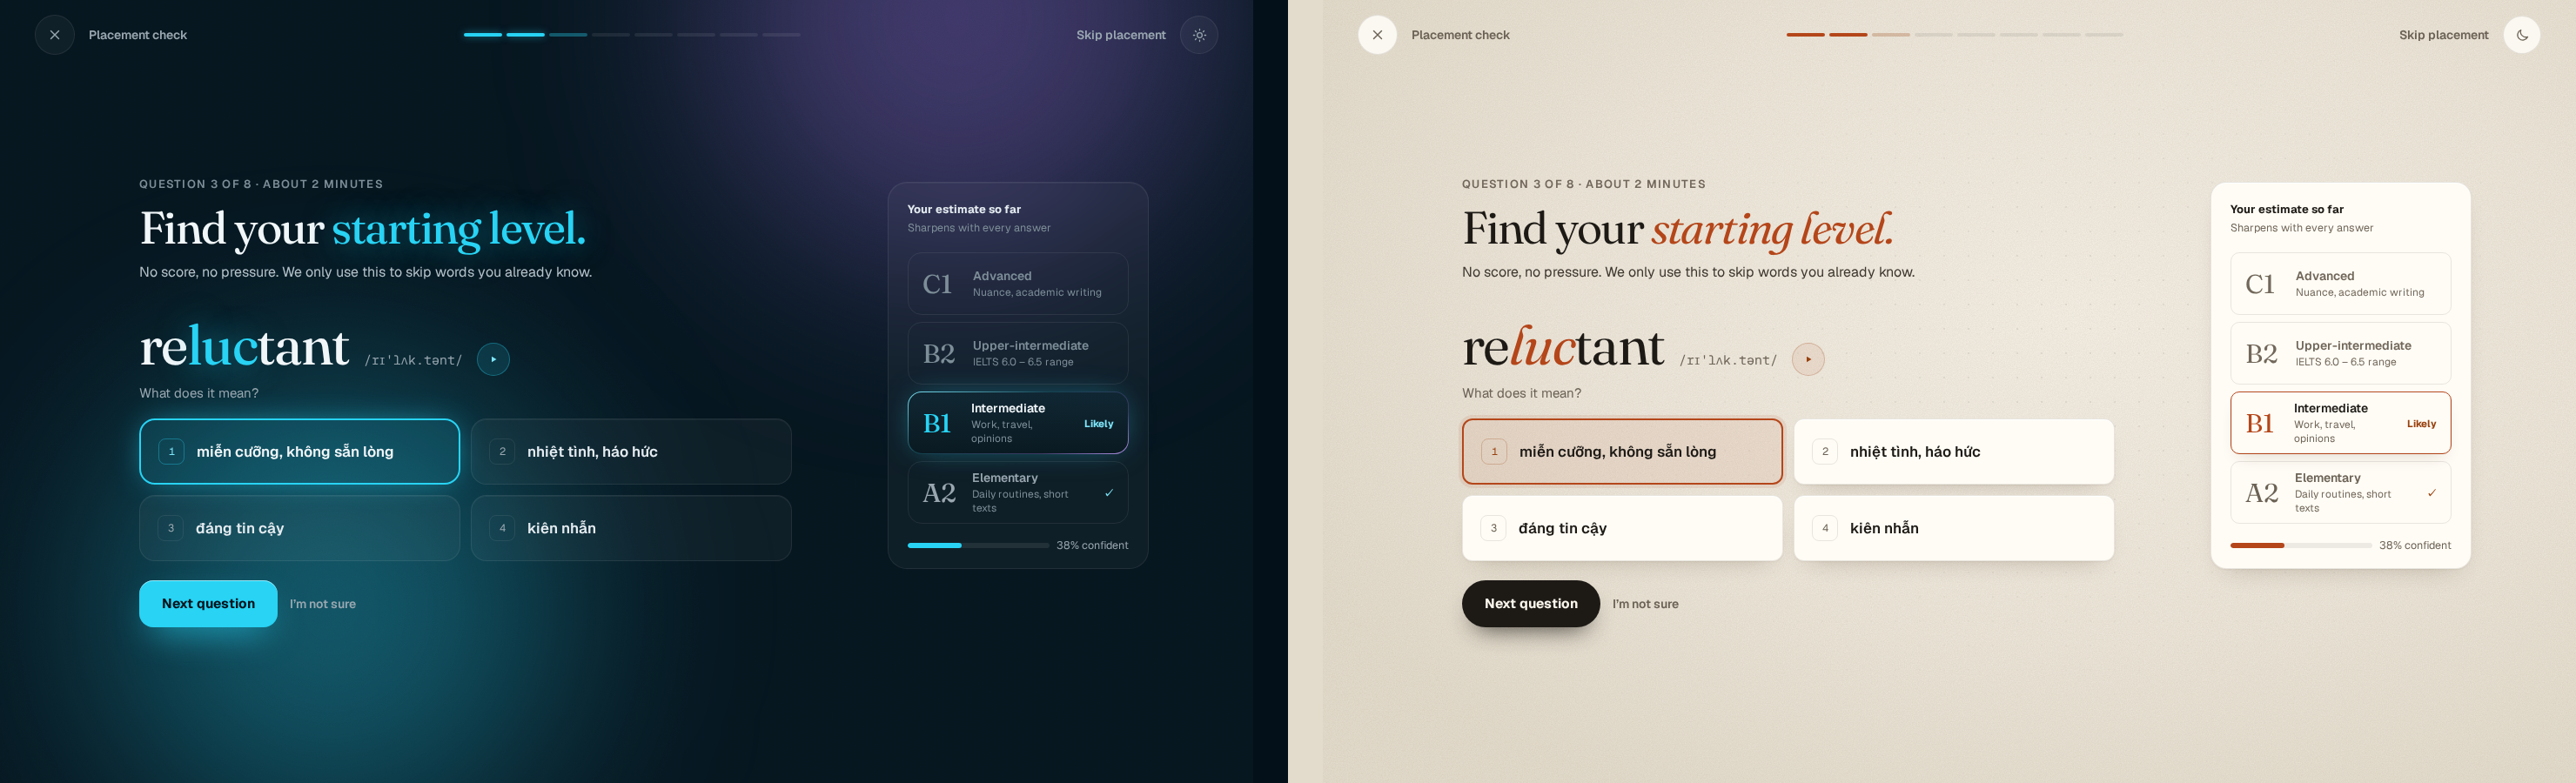 Placement check
Skip placement
QUESTION 3 OF 8 · ABOUT 2 MINUTES
Find your starting level.
No score, no pressure. We only use this to skip words you already know.
reluctant /rɪˈlʌk.tənt/
What does it mean?
1 miễn cưỡng, không sẵn lòng
2 nhiệt tình, háo hức
3 đáng tin cậy
4 kiên nhẫn
Next question
I'm not sure
Your estimate so far
Sharpens with every answer
C1
Advanced
Nuance, academic writing
B2
Upper-intermediate
IELTS 6.0 – 6.5 range
B1
Intermediate
Work, travel,
opinions
Likely
A2
Elementary
Daily routines, short
texts
✓
38% confident
Placement check
Skip placement
QUESTION 3 OF 8 · ABOUT 2 MINUTES
Find your starting level.
No score, no pressure. We only use this to skip words you already know.
reluctant /rɪˈlʌk.tənt/
What does it mean?
1 miễn cưỡng, không sẵn lòng
2 nhiệt tình, háo hức
3 đáng tin cậy
4 kiên nhẫn
Next question
I'm not sure
Your estimate so far
Sharpens with every answer
C1
Advanced
Nuance, academic writing
B2
Upper-intermediate
IELTS 6.0 – 6.5 range
B1
Intermediate
Work, travel,
opinions
Likely
A2
Elementary
Daily routines, short
texts
✓
38% confident